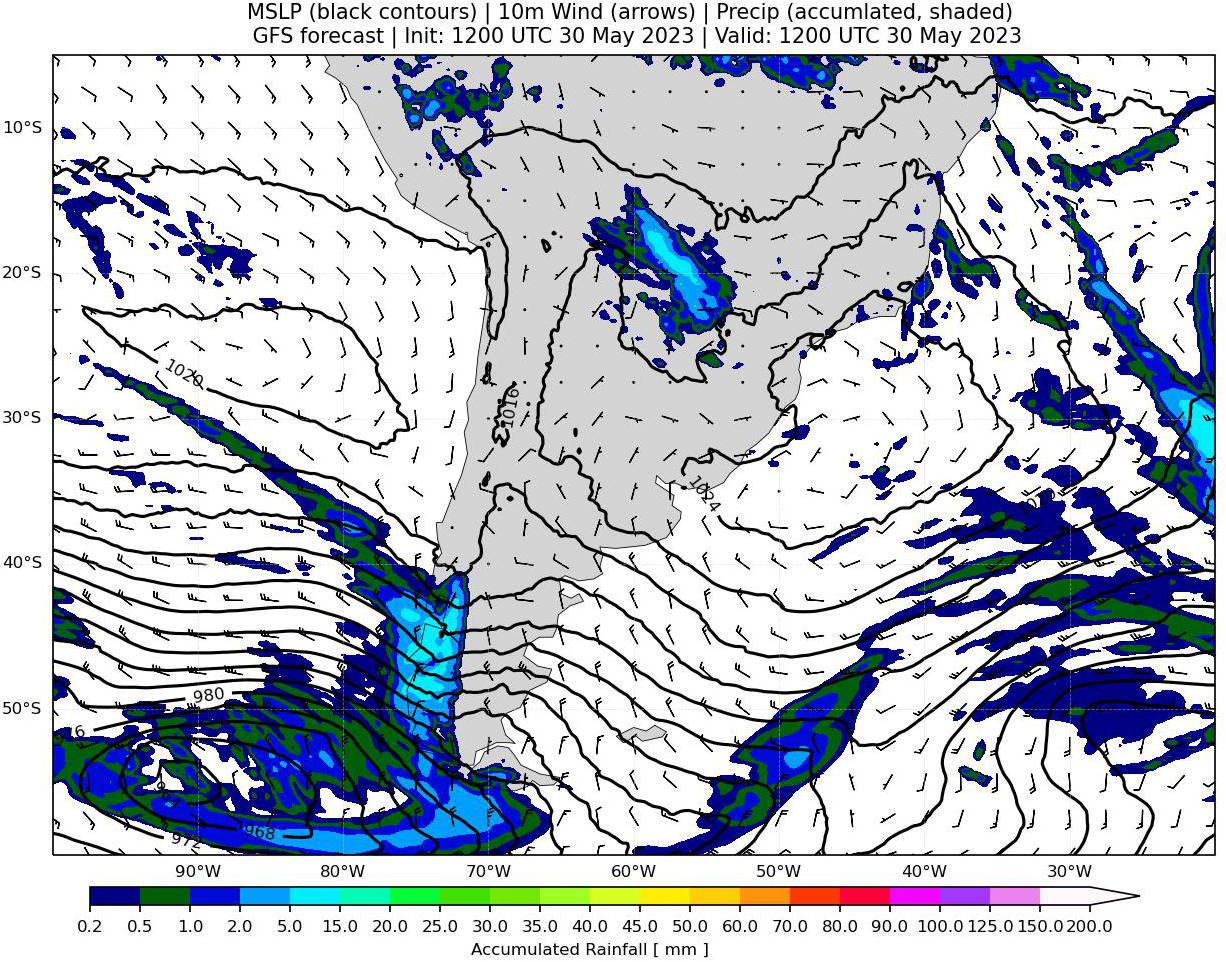 MSLP (black contours) | 10m Wind (arrows) | Precip (accumlated, shaded)
GFS forecast | Init: 1200 UTC 30 May 2023 | Valid: 1200 UTC 30 May 2023
10°S
20°S
1020
1016
30°S
1024
40°S
980
50°S
976
968
972
90°W 80°W 70°W 60°W 50°W 40°W 30°W
0.2 0.5 1.0 2.0 5.0 10.0 15.0 20.0 25.0 30.0 35.0 40.0 45.0 50.0 60.0 70.0 80.0 90.0 100.0 125.0 150.0 200.0
Accumulated Rainfall [ mm ]